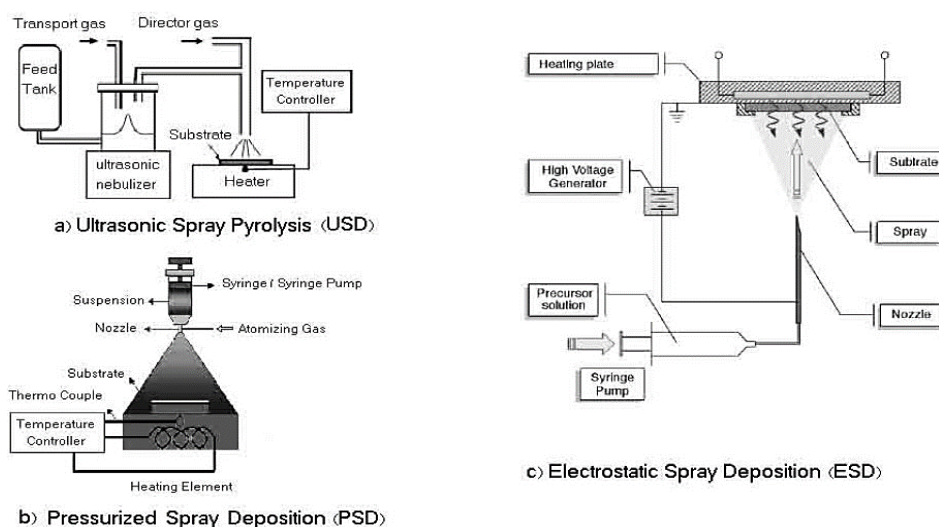 Transport gas
Director gas
Feed
Tank
Temperature
Controller
Substrate
ultrasonic
nebulizer
Heater
a) Ultrasonic Spray Pyrolysis (USD)
Syringe / Syringe Pump
Suspension
Nozzle
Atomizing Gas
Substrate
Thermo Couple
Temperature
Controller
Heating Element
b) Pressurized Spray Deposition (PSD)
Heating plate
High Voltage
Generator
Subtrate
Spray
Precursor
solution
Nozzle
Syringe
Pump
c) Electrostatic Spray Deposition (ESD)